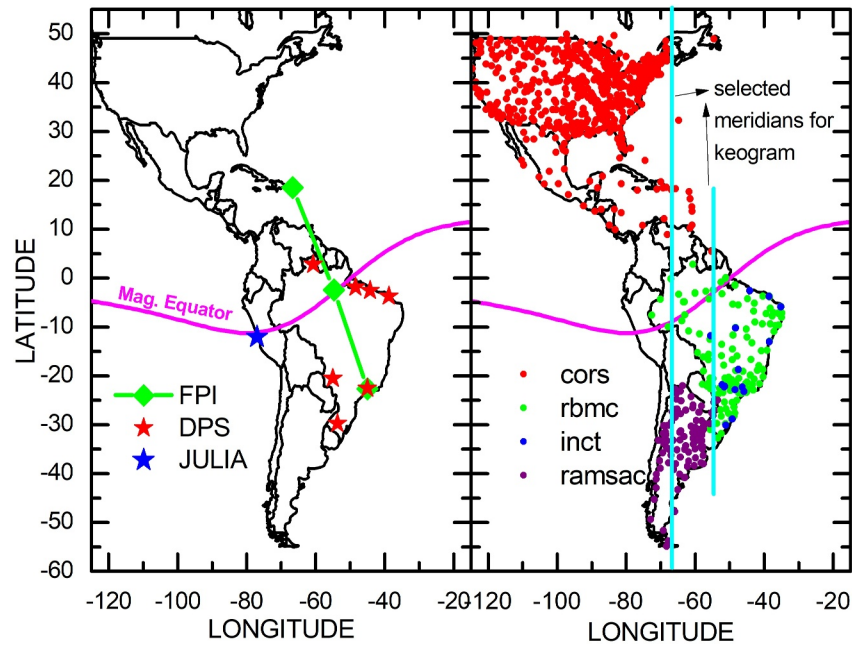 50
40
30
20
10
0
-10
-20
-30
-40
-50
-60
LATITUDE
Mag. Equator
FPI
DPS
JULIA
-120 -100 -80 -60 -40 -20
LONGITUDE
selected
meridians for
keogram
cors
rbmc
inct
ramsac
-120 -100 -80 -60 -40 -20
LONGITUDE